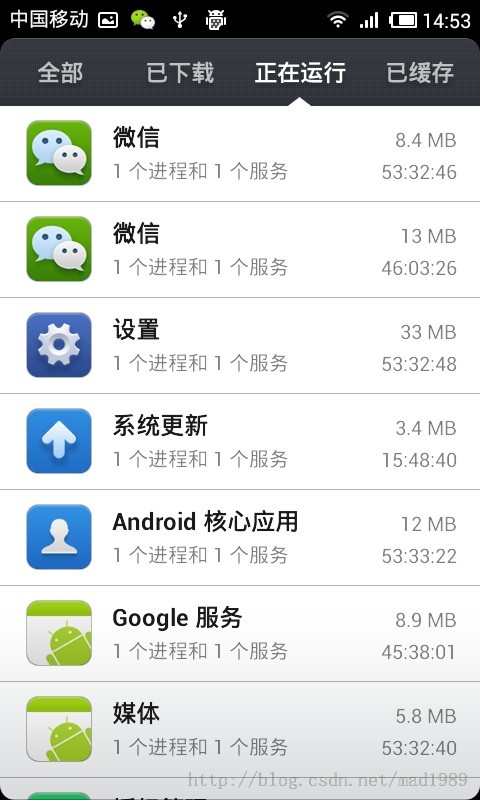 中国移动 14:53
全部 已下载 正在运行 已缓存
微信 8.4 MB
1 个进程和 1 个服务 53:32:46
微信 13 MB
1 个进程和 1 个服务 46:03:26
设置 33 MB
1 个进程和 1 个服务 53:32:48
系统更新 3.4 MB
1 个进程和 1 个服务 15:48:40
Android 核心应用 12 MB
1 个进程和 1 个服务 53:33:22
Google 服务 8.9 MB
1 个进程和 1 个服务 45:38:01
媒体 5.8 MB
1 个进程和 1 个服务 53:32:40
http://blog.csdn.net/mad1989